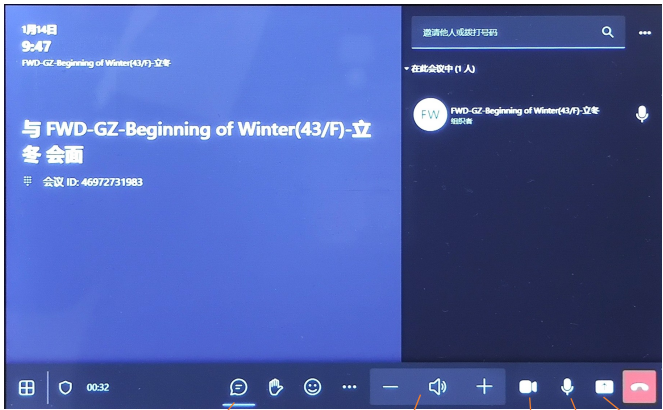 1月14日
9:47
FWD-GZ-Beginning of Winter(43/F)-立冬
与 FWD-GZ-Beginning of Winter(43/F)-立
冬 会面
会议 ID: 46972731983
00:32
邀请他人或拨打号码
在此会议中 (1 人)
FW
FWD-GZ-Beginning of Winter(43/F)-立冬
组织者